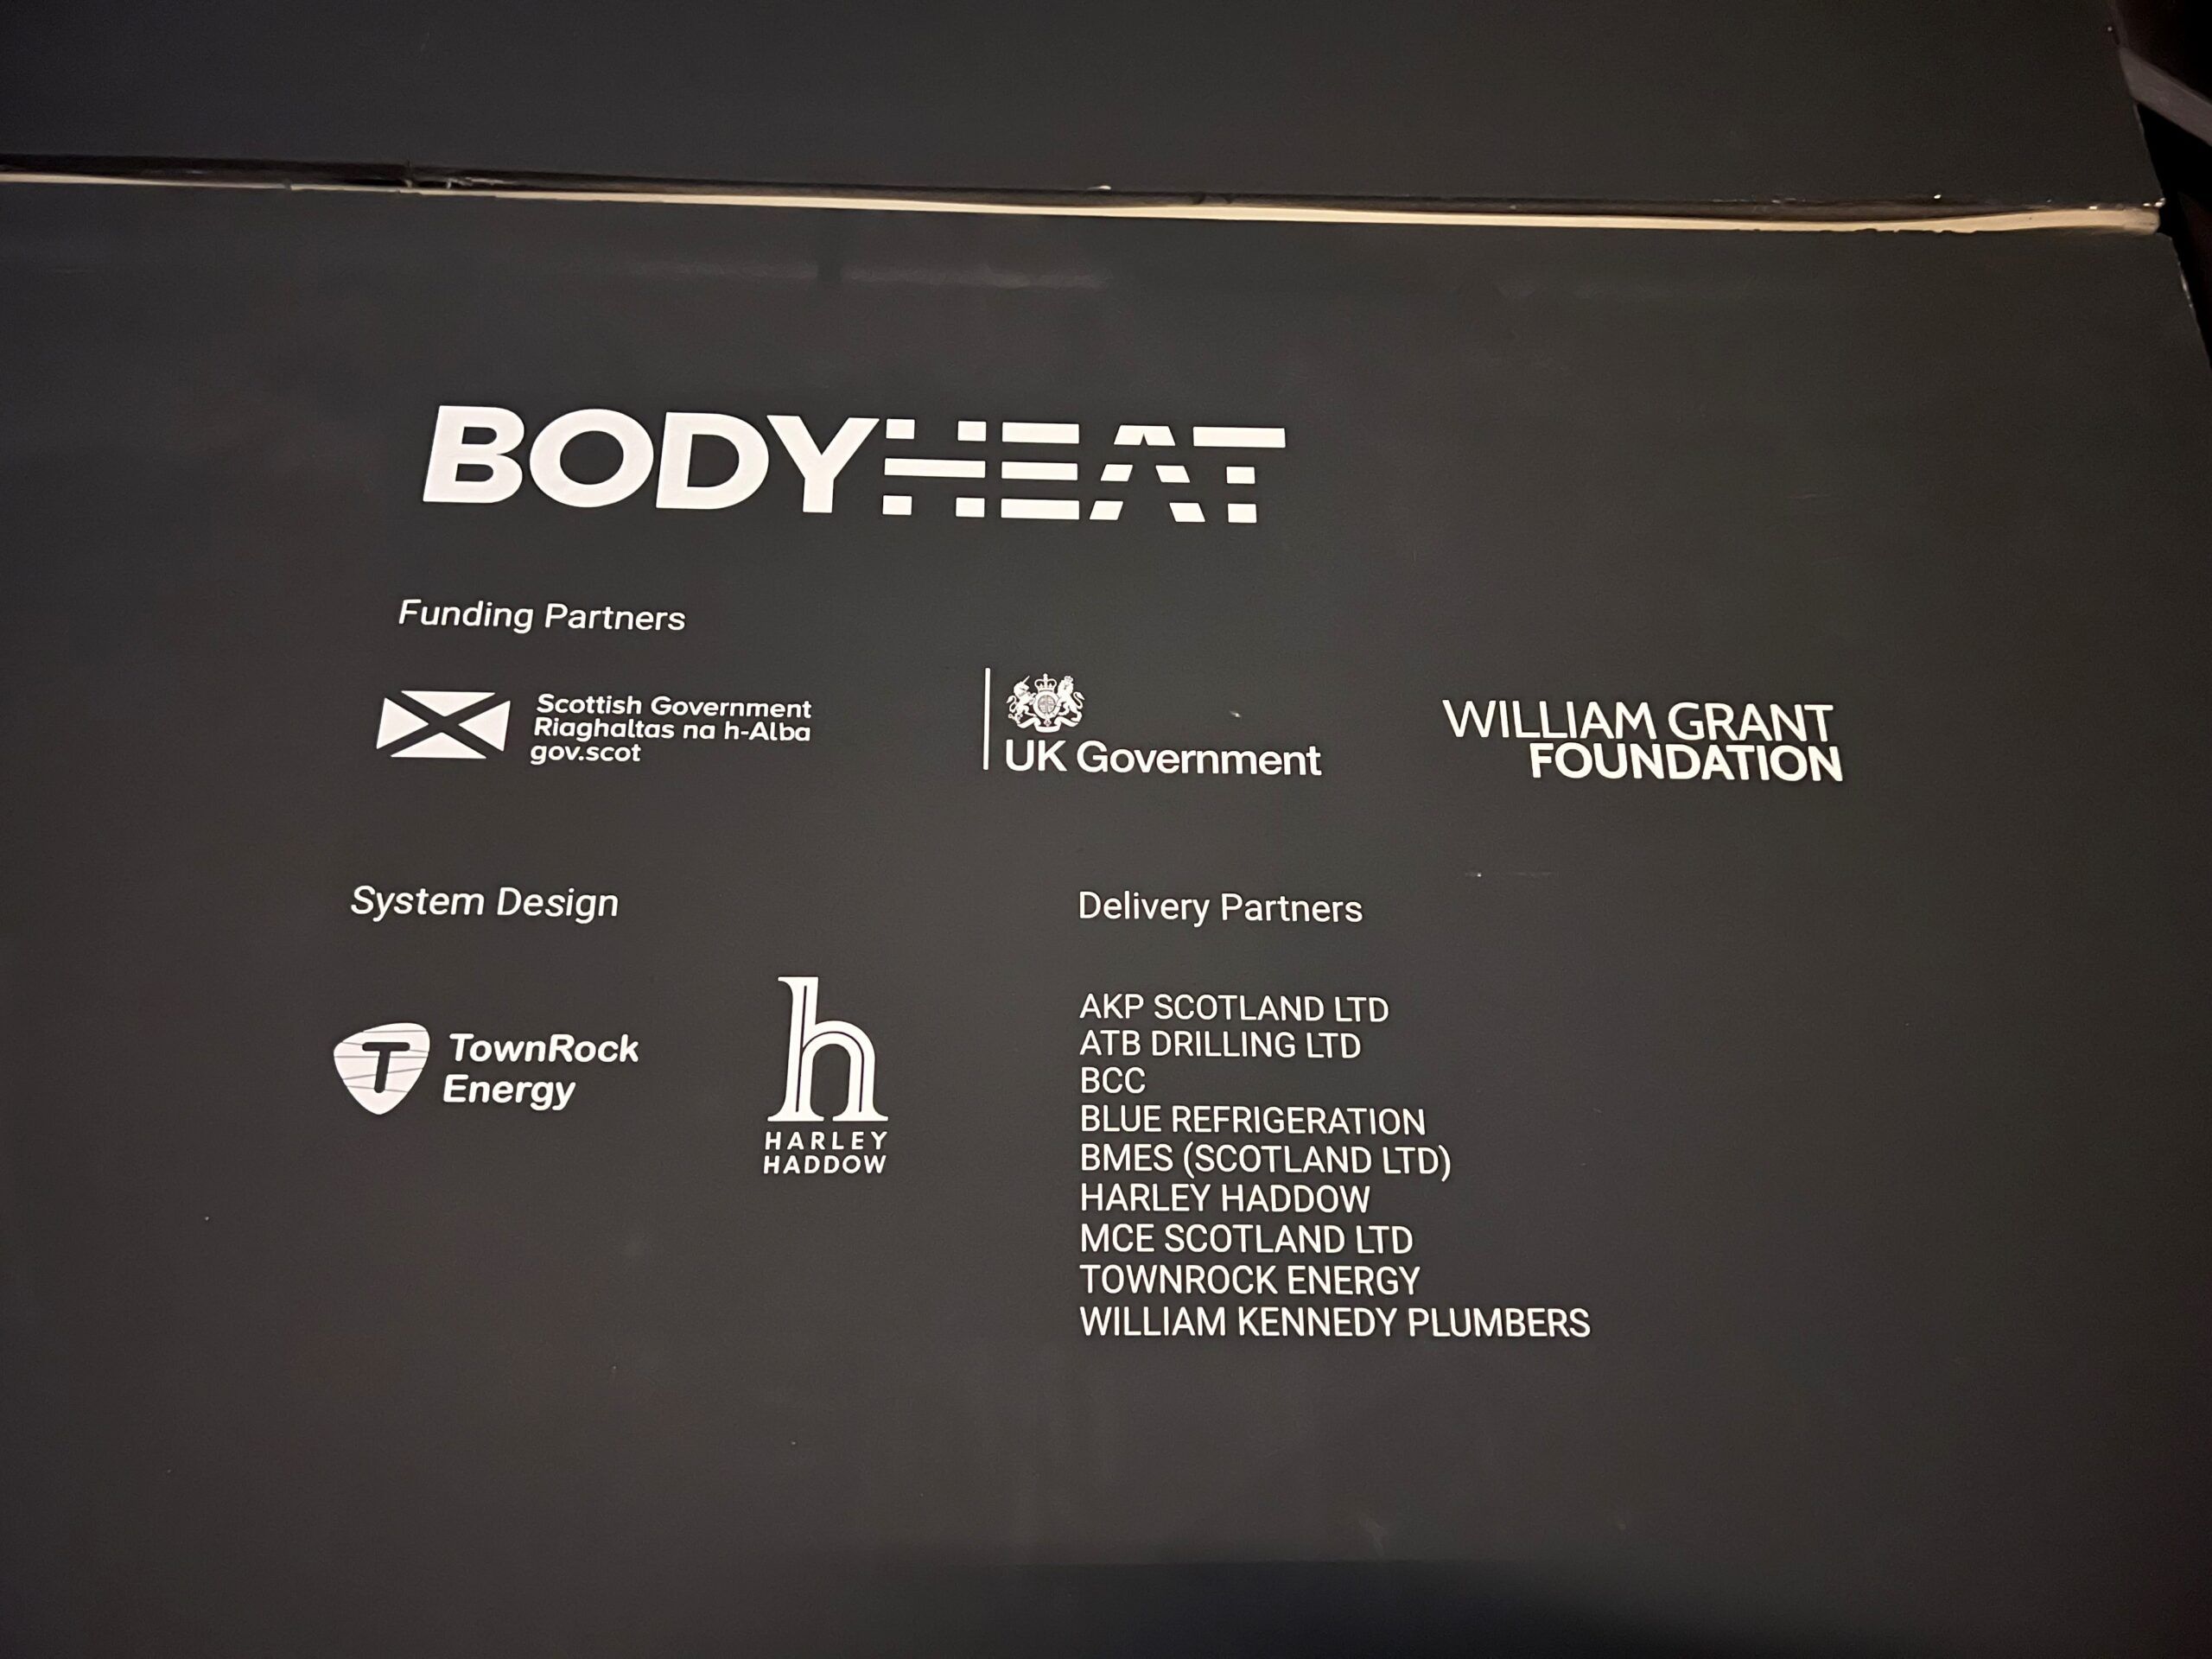 BODYHEAT
Funding Partners
Scottish Government
Riaghaltas na h-Alba
gov.scot
UK Government
WILLIAM GRANT
FOUNDATION
System Design
T TownRock
Energy
h
HARLEY
HADDOW
Delivery Partners
AKP SCOTLAND LTD
ATB DRILLING LTD
BCC
BLUE REFRIGERATION
BMES (SCOTLAND LTD)
HARLEY HADDOW
MCE SCOTLAND LTD
TOWNROCK ENERGY
WILLIAM KENNEDY PLUMBERS